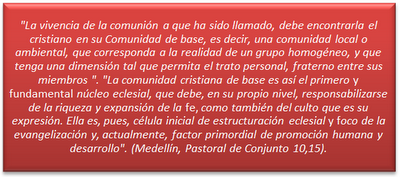 "La vivencia de la comunión a que ha sido llamado, debe encontrarla el
cristiano en su Comunidad de base, es decir, una comunidad local o
ambiental, que corresponda a la realidad de un grupo homogéneo, y que
tenga una dimensión tal que permita el trato personal, fraterno entre sus
miembros ". "La comunidad cristiana de base es así el primero y
fundamental núcleo eclesial, que debe, en su propio nivel, responsabilizarse
de la riqueza y expansión de la fe, como también del culto que es su
expresión. Ella es, pues, célula inicial de estructuración eclesial y foco de la
evangelización y, actualmente, factor primordial de promoción humana y
desarrollo". (Medellín, Pastoral de Conjunto 10,15).